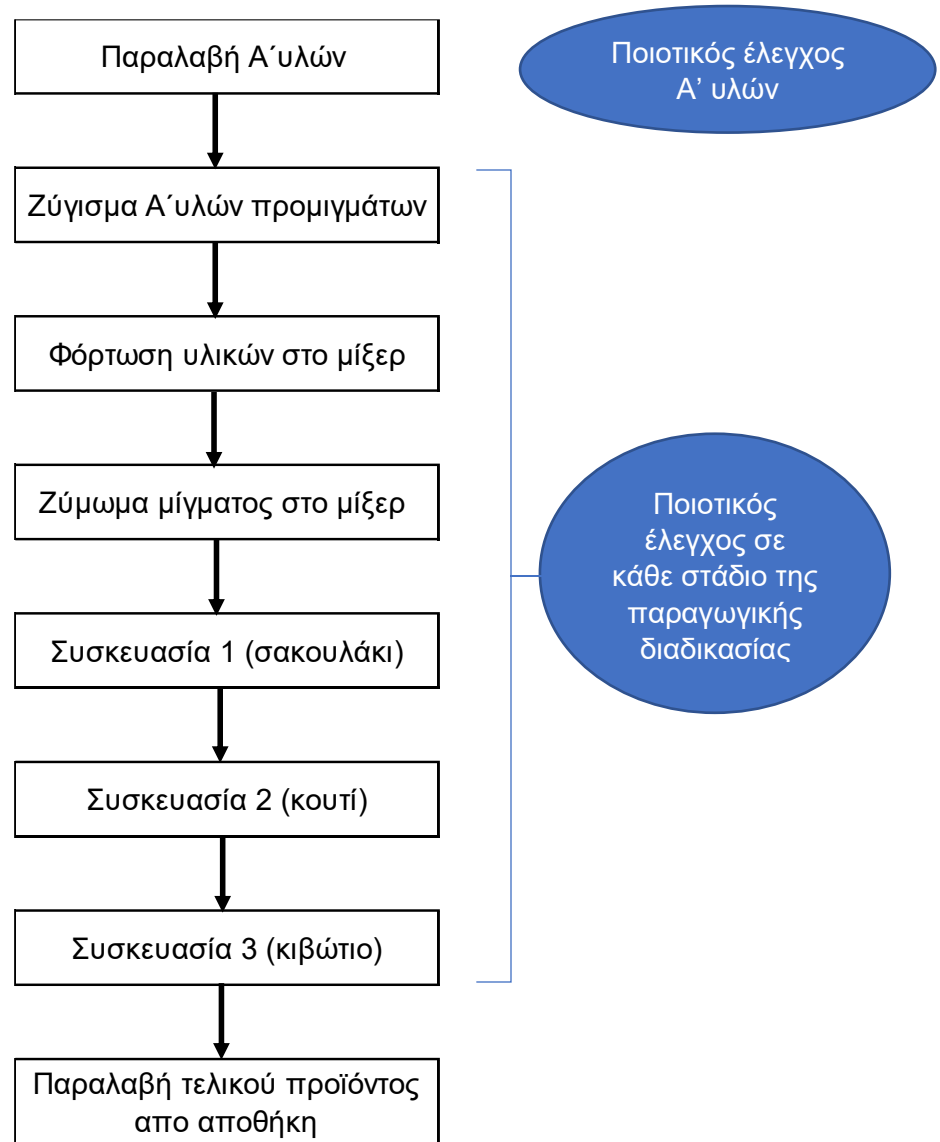 Παραλαβή Α΄υλών
Ποιοτικός έλεγχος
Α’ υλών
Ζύγισμα Α΄υλών προμιγμάτων
Φόρτωση υλικών στο μίξερ
Ζύμωμα μίγματος στο μίξερ
Ποιοτικός
έλεγχος σε
κάθε στάδιο της
παραγωγικής
διαδικασίας
Συσκευασία 1 (σακουλάκι)
Συσκευασία 2 (κουτί)
Συσκευασία 3 (κιβώτιο)
Παραλαβή τελικού προϊόντος
απο αποθήκη